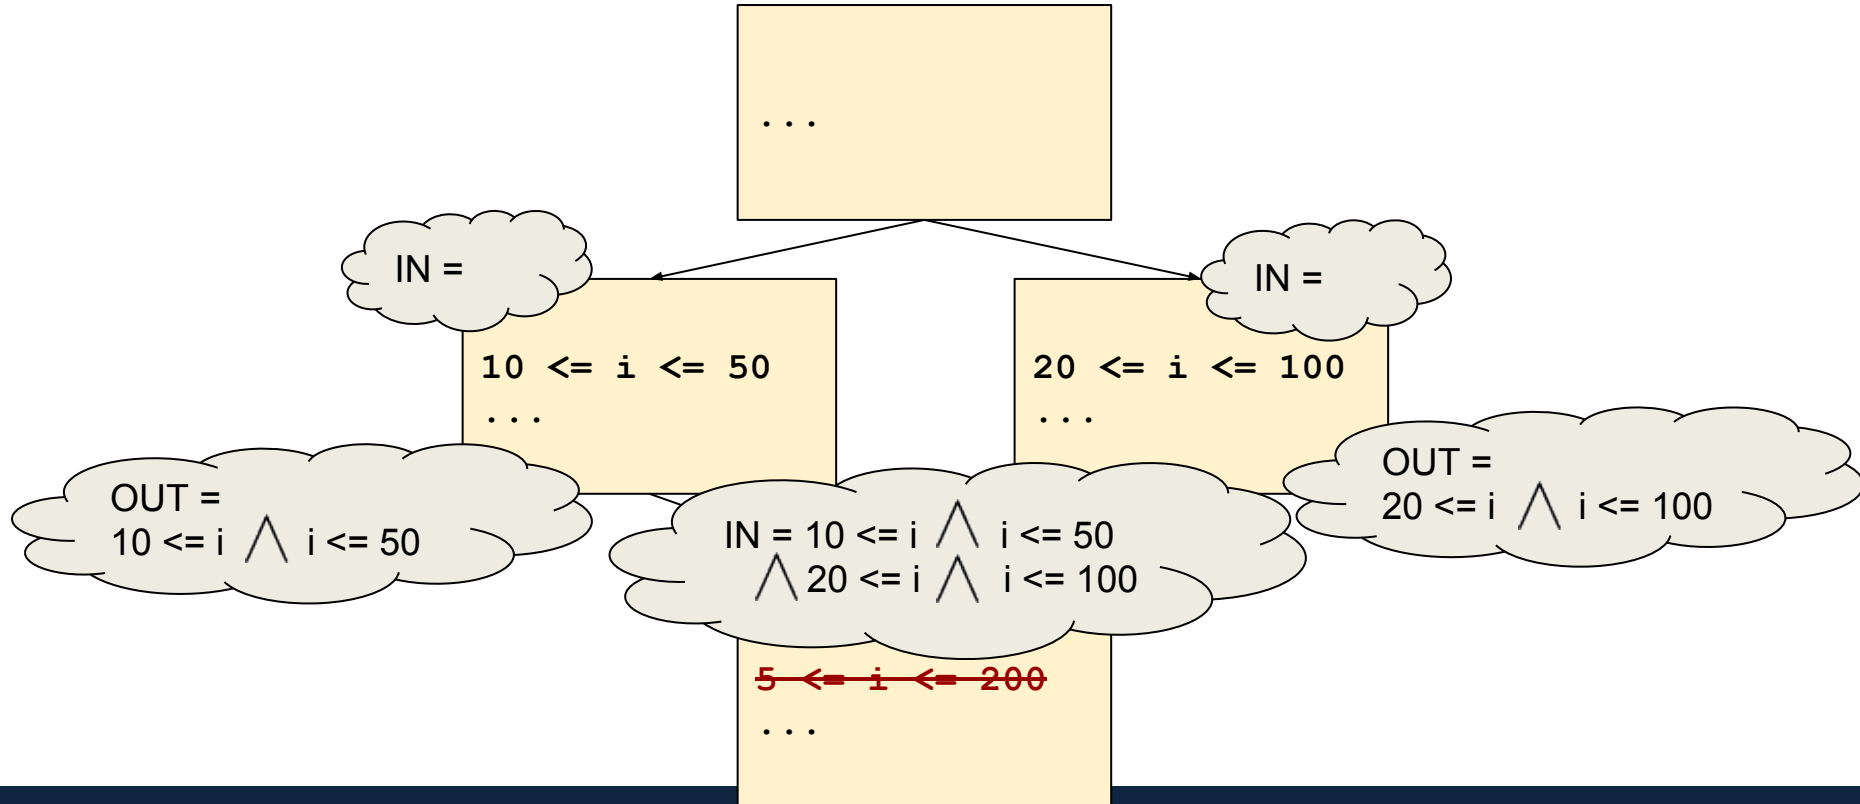 ...
IN =
IN =
10 <= i <= 50
...
20 <= i <= 100
...
OUT =
10 <= i ⋀ i <= 50
OUT =
20 <= i ⋀ i <= 100
IN = 10 <= i ⋀ i <= 50
⋀ 20 <= i ⋀ i <= 100
5 <= i <= 200
...